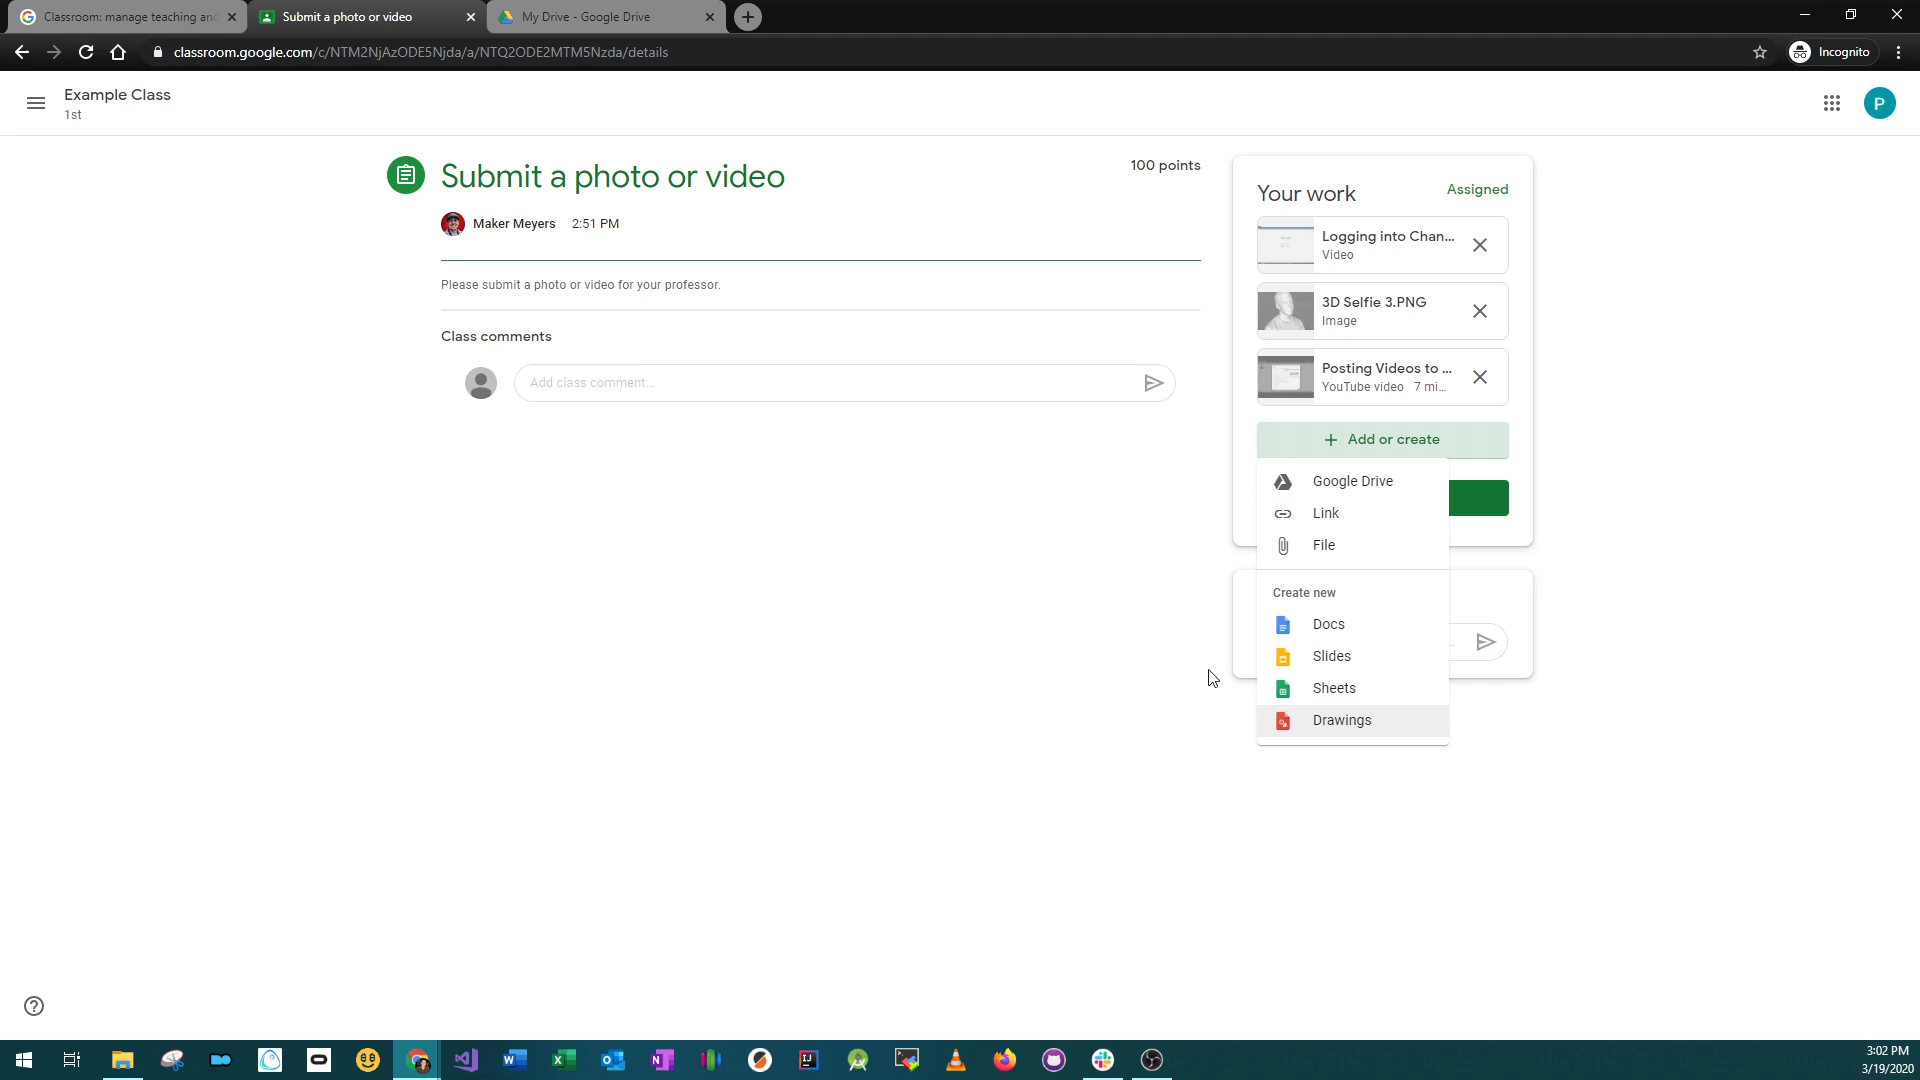 Classroom: manage teaching and
Submit a photo or video
My Drive - Google Drive
classroom.google.com/c/NTM2NjAzODE5Njda/a/NTQ2ODE2MTM5Nzda/details
Incognito
Example Class
1st
P
Submit a photo or video
100 points
Maker Meyers 2:51 PM
Please submit a photo or video for your professor.
Class comments
Add class comment...
Your work
Assigned
Logging into Chan...
Video
3D Selfie 3.PNG
Image
Posting Videos to ...
YouTube video 7 mi...
Add or create
Google Drive
Link
File
Create new
Docs
Slides
Sheets
Drawings
3:02 PM
3/19/2020